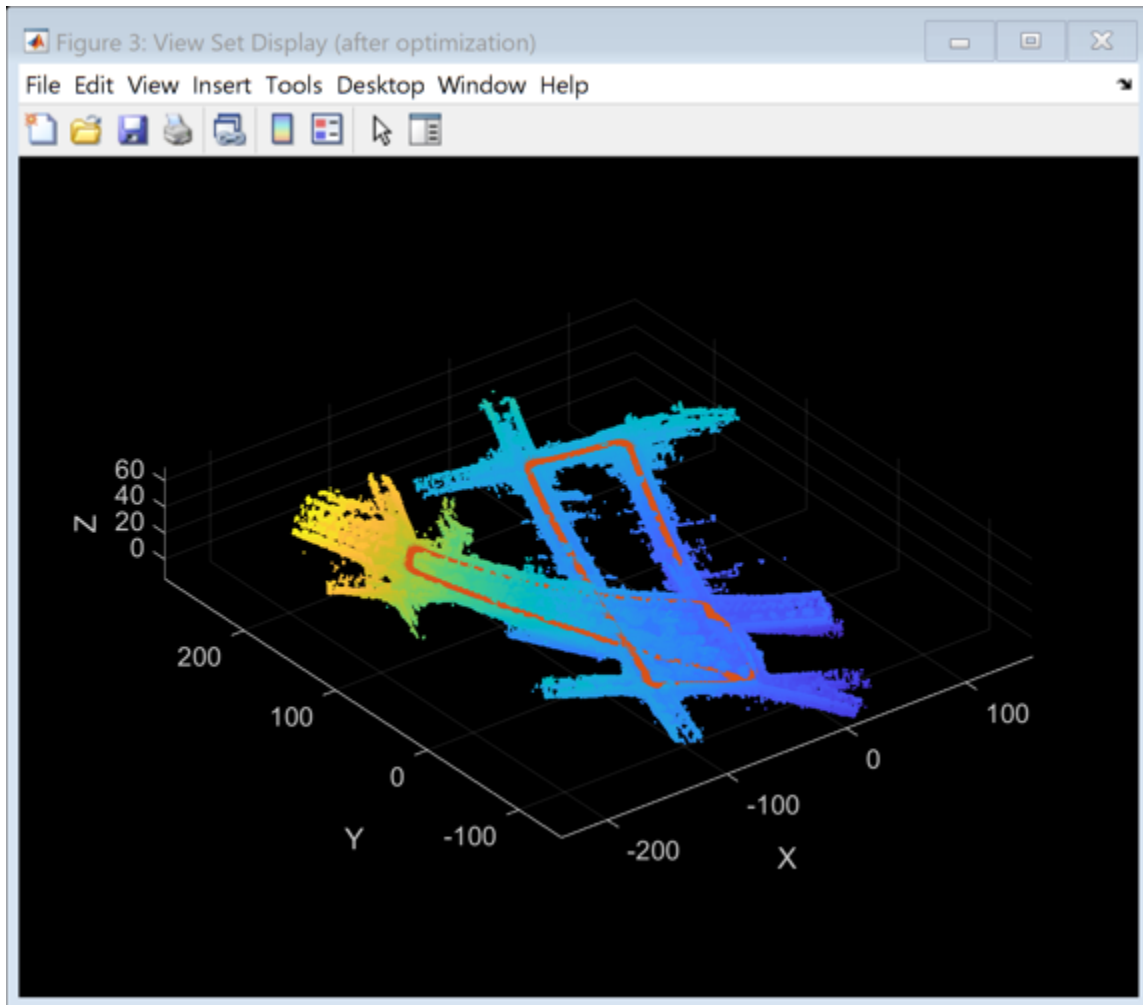 Figure 3: View Set Display (after optimization)
File Edit View Insert Tools Desktop Window Help
60
40
20
0
Z
200
100
0
-100
Y
100
0
-100
-200
X